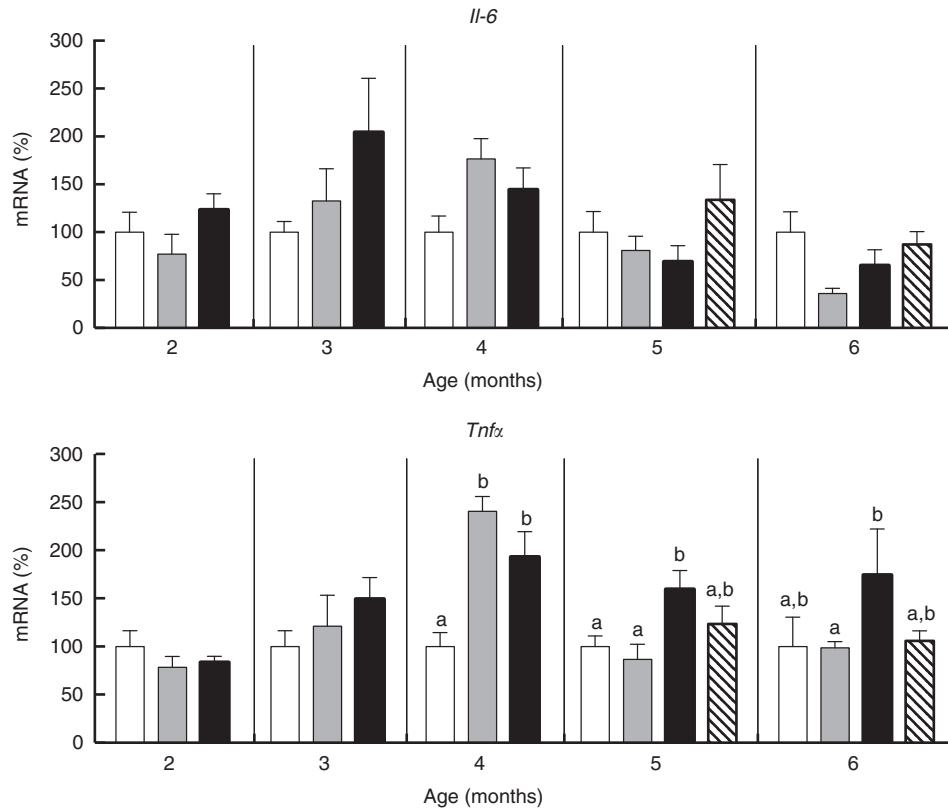 Il-6
300
250
200
150
100
50
0
mRNA (%)
2 3 4 5 6
Age (months)
Tnfα
300
250
200
150
100
50
0
mRNA (%)
b
b
a
b
a a a,b
b
a,b a a,b
2 3 4 5 6
Age (months)